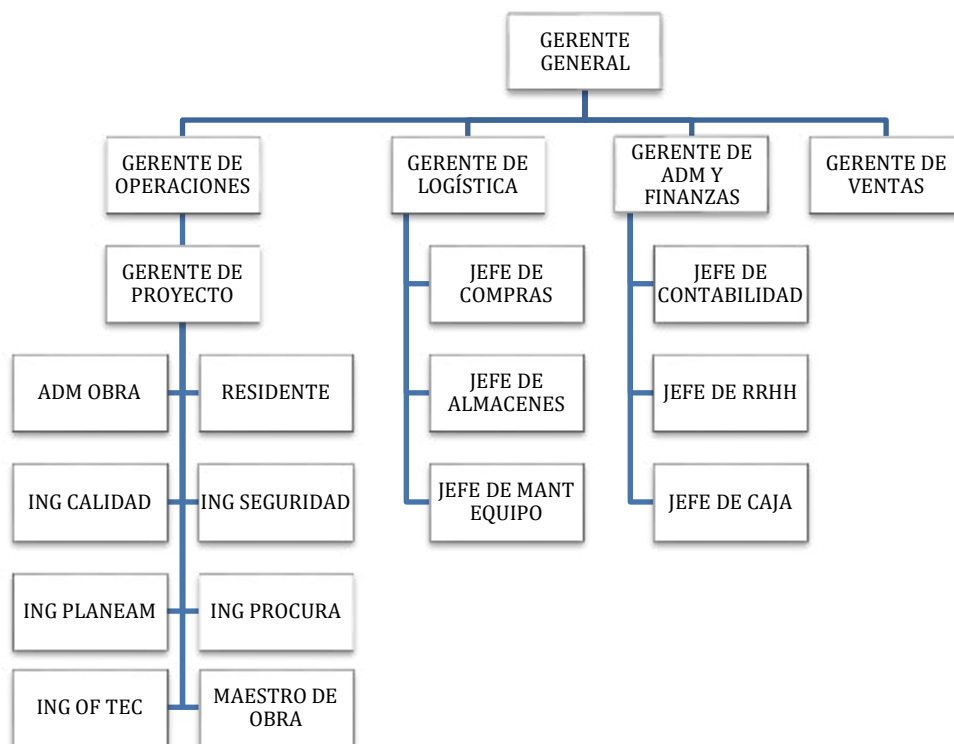 GERENTE
GENERAL
GERENTE DE
OPERACIONES
GERENTE DE
LOGÍSTICA
GERENTE DE
ADM Y
FINANZAS
GERENTE DE
VENTAS
GERENTE DE
PROYECTO
JEFE DE
COMPRAS
JEFE DE
CONTABILIDAD
ADM OBRA
RESIDENTE
JEFE DE
ALMACENES
JEFE DE RRHH
ING CALIDAD
ING SEGURIDAD
JEFE DE MANT
EQUIPO
JEFE DE CAJA
ING PLANEAM
ING PROCURA
ING OF TEC
MAESTRO DE
OBRA